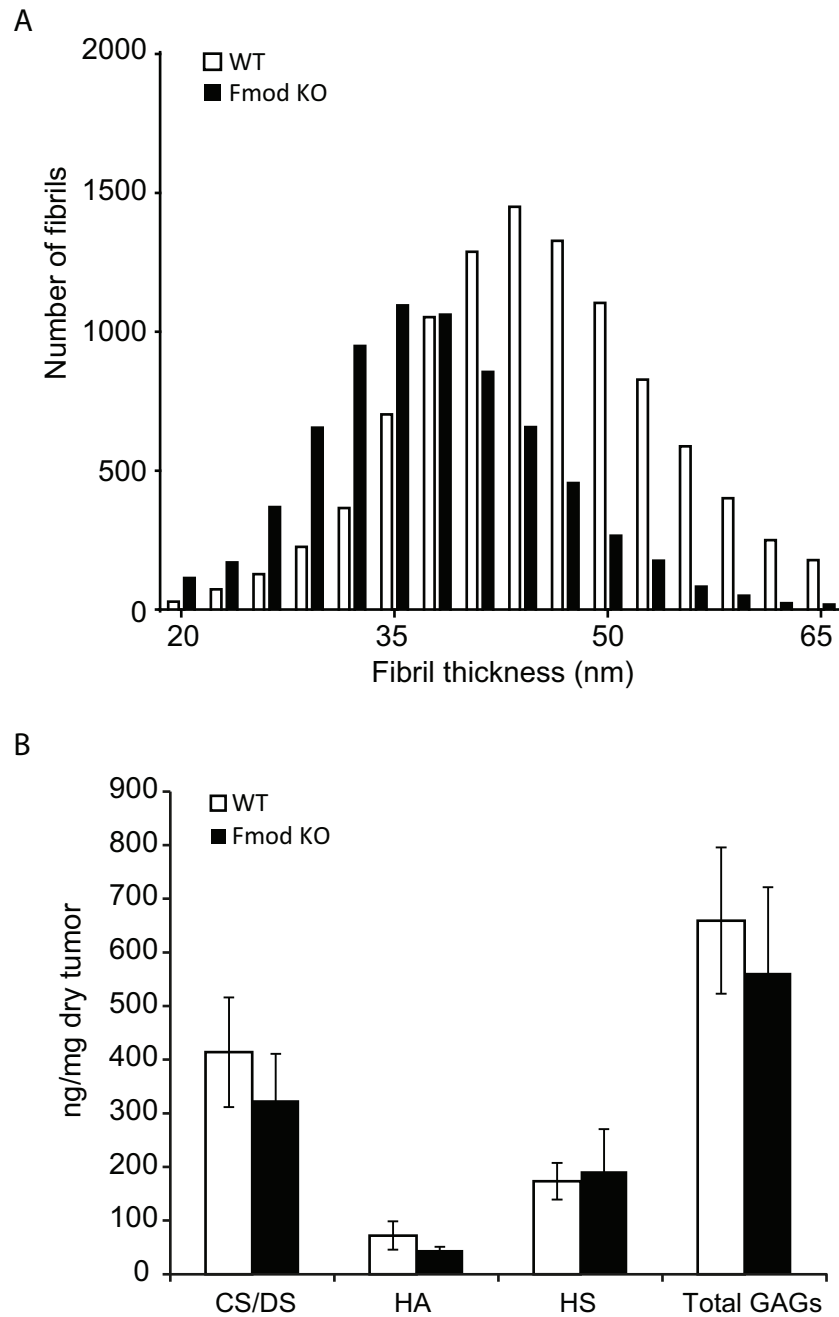 A
2000
WT
Fmod KO
1500
Number of fibrils
1000
500
0
20 35 50 65
Fibril thickness (nm)
B
900
WT
Fmod KO
800
700
600
ng/mg dry tumor
500
400
300
200
100
0
CS/DS HA HS Total GAGs